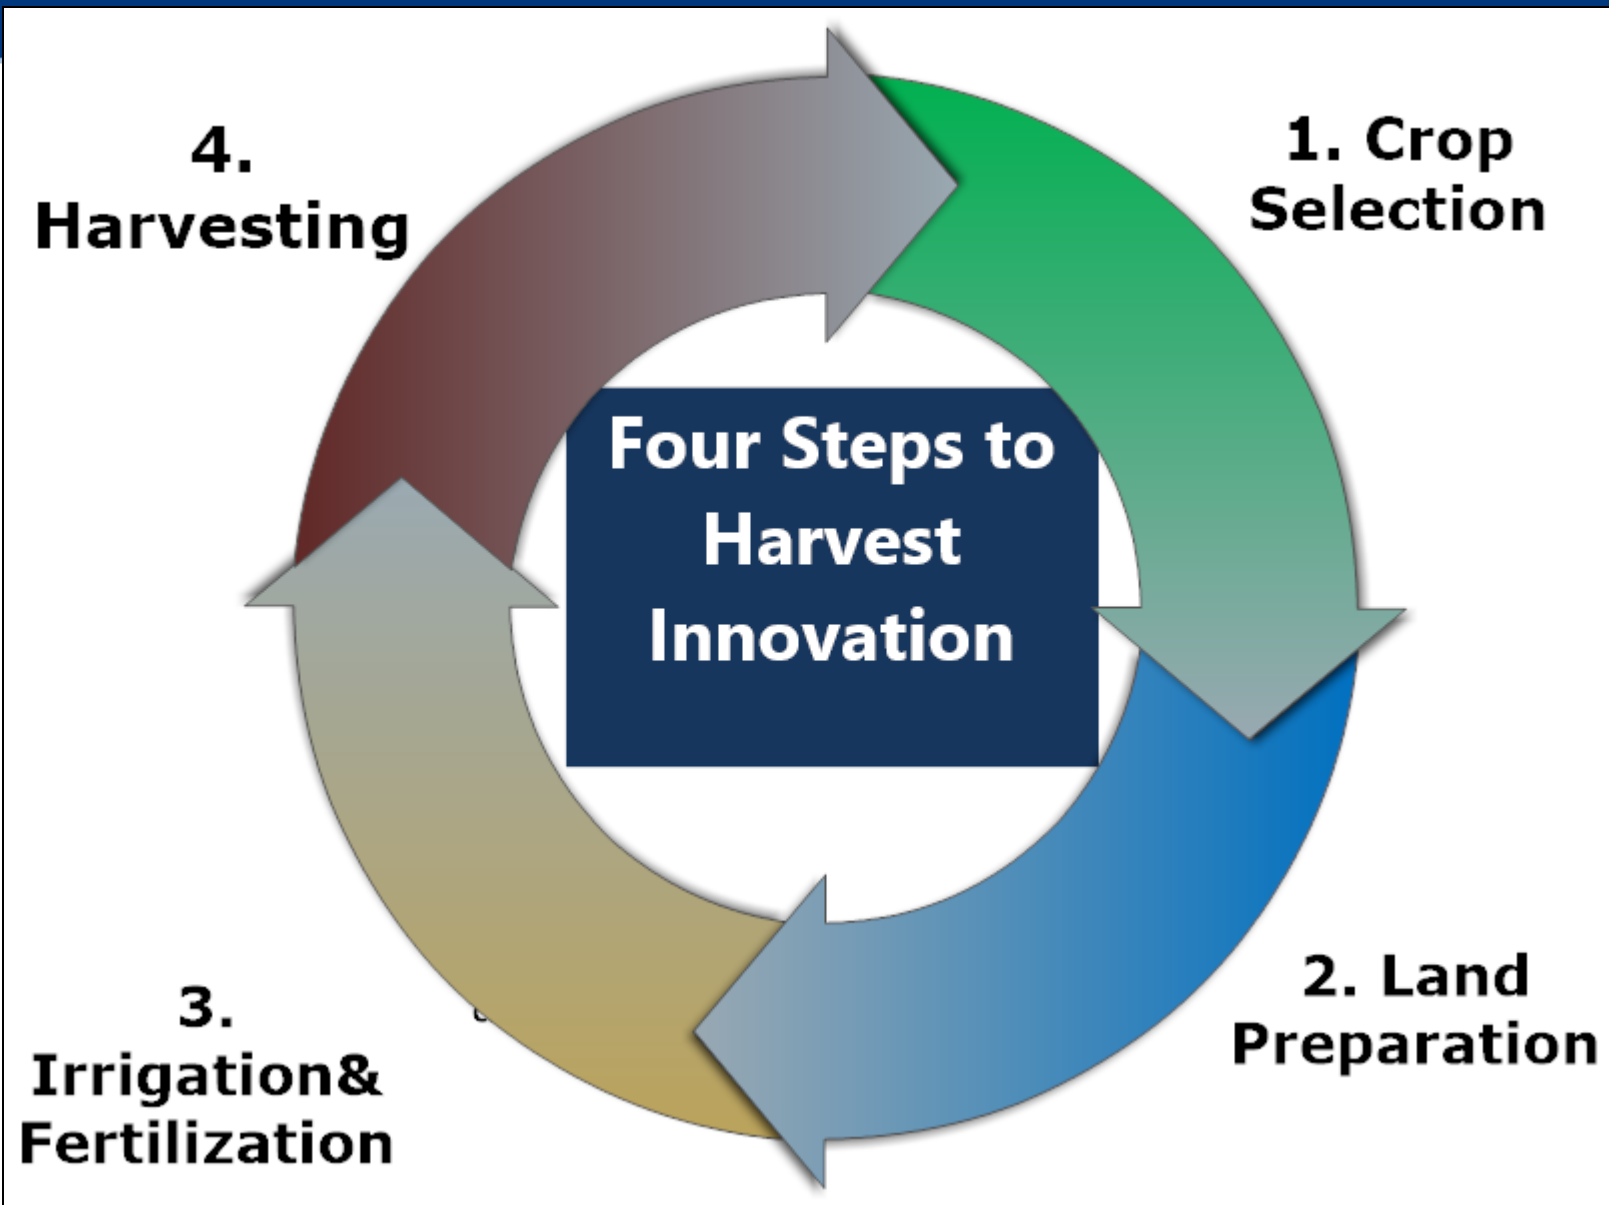 Four Steps to
Harvest
Innovation
1. Crop
Selection
2. Land
Preparation
3.
Irrigation&
Fertilization
4.
Harvesting